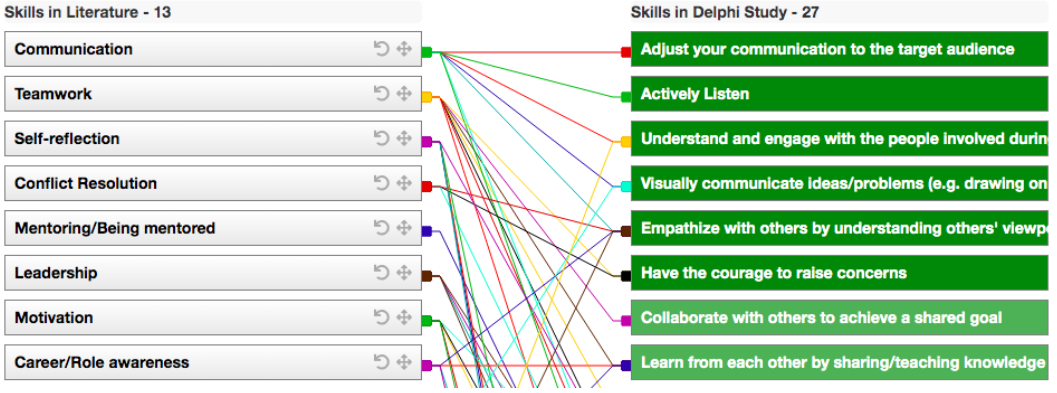 Skills in Literature - 13
Communication
Teamwork
Self-reflection
Conflict Resolution
Mentoring/Being mentored
Leadership
Motivation
Career/Role awareness
Skills in Delphi Study - 27
Adjust your communication to the target audience
Actively Listen
Understand and engage with the people involved
Visually communicate ideas/problems (e.g. drawing on
Empathize with others by understanding others'
Have the courage to raise concerns
Collaborate with others to achieve a shared goal
Learn from each other by sharing/teaching knowledge